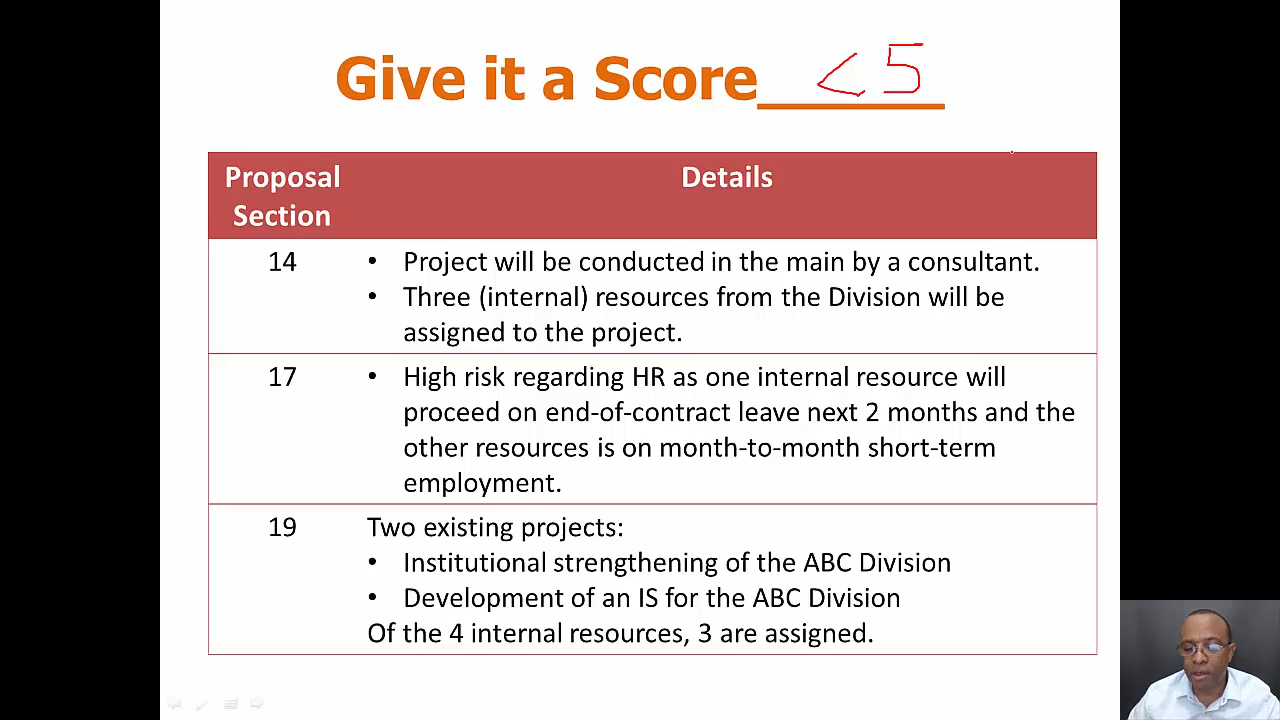 Give it a Score______ <5
Proposal Section
Details
14
• Project will be conducted in the main by a consultant.
• Three (internal) resources from the Division will be
assigned to the project.
17
• High risk regarding HR as one internal resource will
proceed on end-of-contract leave next 2 months and the
other resources is on month-to-month short-term
employment.
19
Two existing projects:
• Institutional strengthening of the ABC Division
• Development of an IS for the ABC Division
Of the 4 internal resources, 3 are assigned.